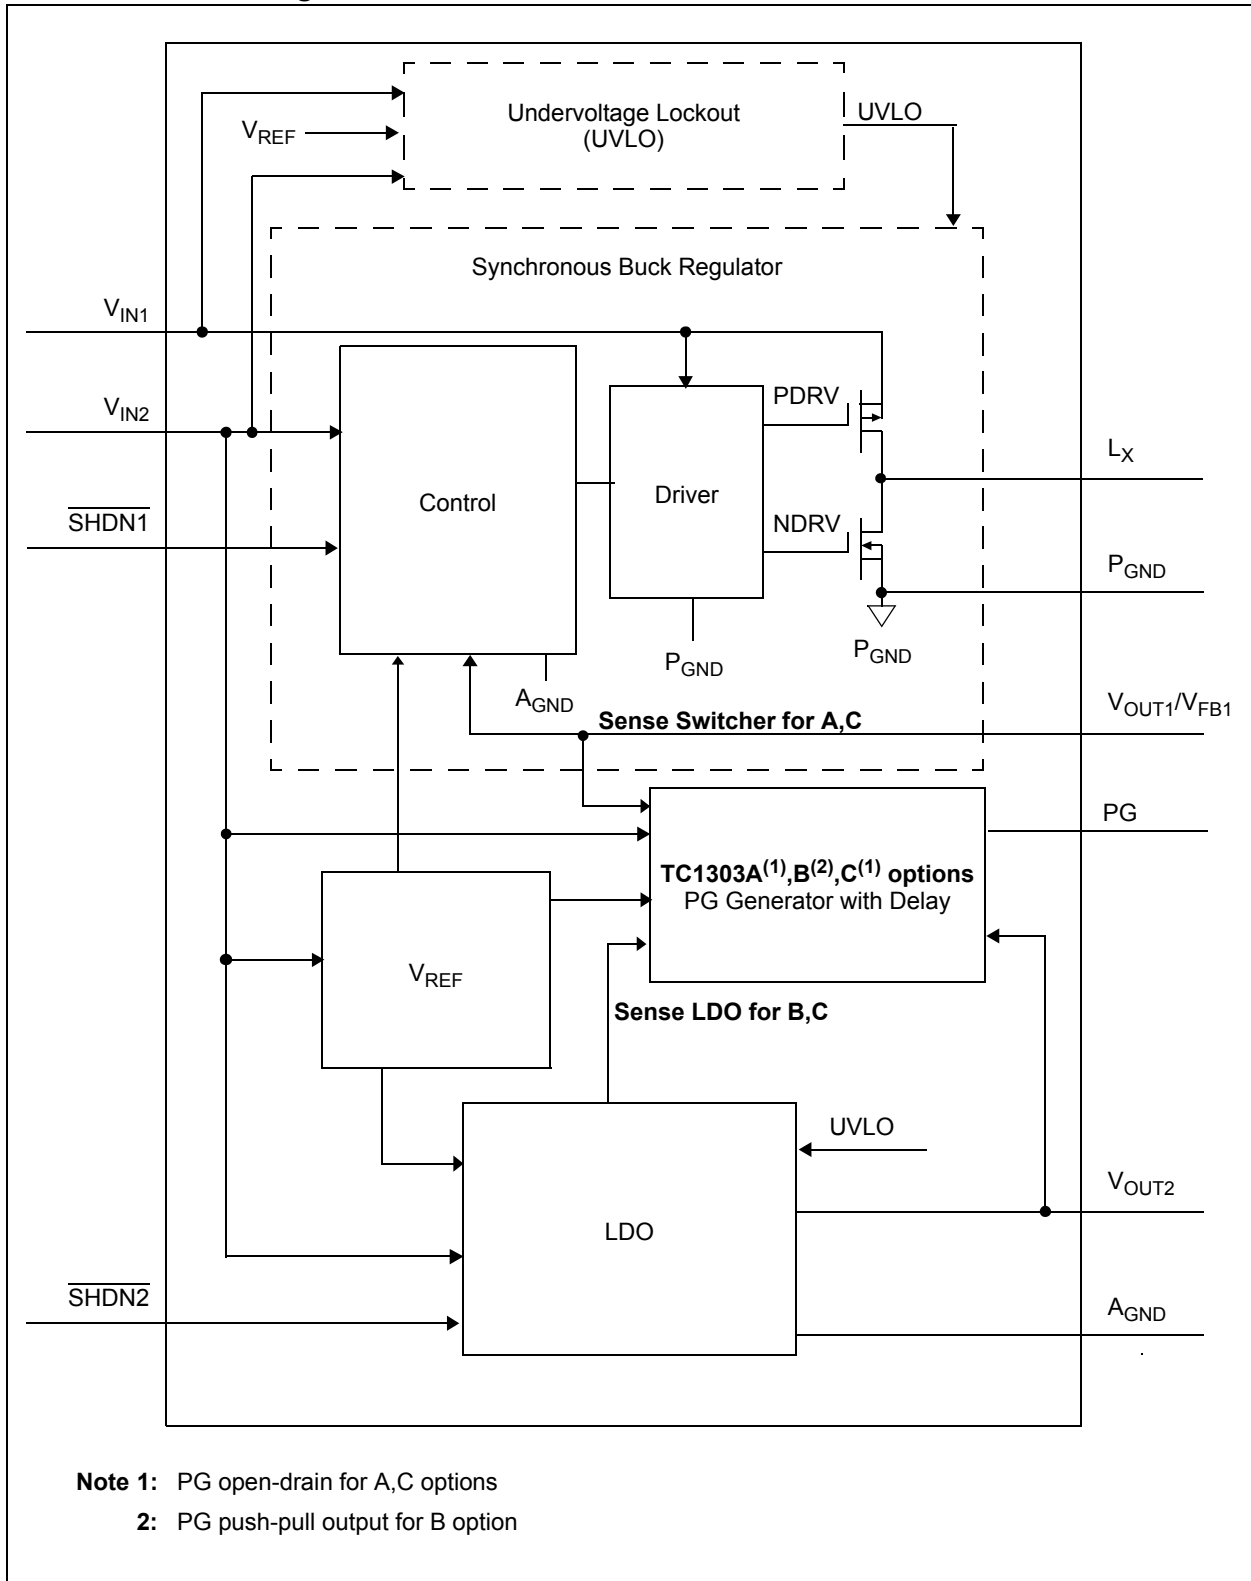 Undervoltage Lockout
(UVLO)
UVLO
VREF
Synchronous Buck Regulator
VIN1
VIN2
PDRV
LX
Control
Driver
SHDN1
NDRV
PGND
PGND
PGND
AGND
VOUT1/VFB1
Sense Switcher for A,C
PG
TC1303A(1),B(2),C(1) options
PG Generator with Delay
VREF
Sense LDO for B,C
UVLO
VOUT2
LDO
SHDN2
AGND
Note 1: PG open-drain for A,C options
2: PG push-pull output for B option